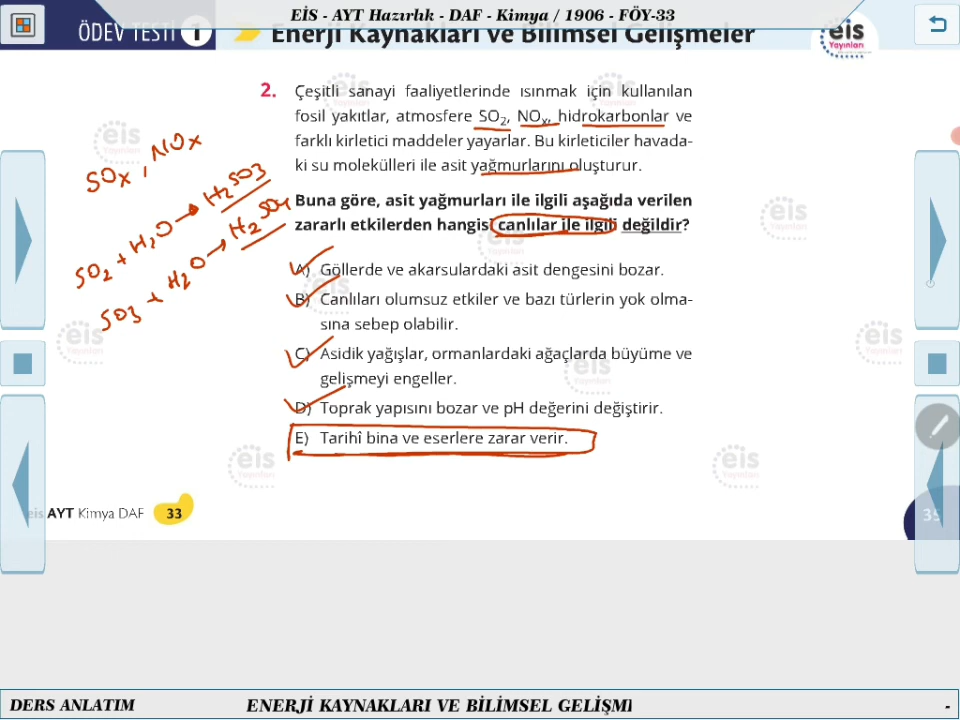 EİS - AYT Hazırlık - DAF - Kimya / 1906 - FÖY-33
ÖDEV TESTİ 1
Enerji Kaynakları ve Bilimsel Gelişmeler
eis
Yayınları
2. Çeşitli sanayi faaliyetlerinde ısınmak için kullanılan
fosil yakıtlar, atmosfere SO₂, NOₓ, hidrokarbonlar ve
farklı kirletici maddeler yayarlar. Bu kirleticiler havada-
ki su molekülleri ile asit yağmurlarını oluşturur.
Buna göre, asit yağmurları ile ilgili aşağıda verilen
zararlı etkilerden hangisi canlılar ile ilgili değildir?
A) Göllerde ve akarsulardaki asit dengesini bozar.
B) Canlıları olumsuz etkiler ve bazı türlerin yok olma-
sına sebep olabilir.
C) Asidik yağışlar, ormanlardaki ağaçlarda büyüme ve
gelişmeyi engeller.
D) Toprak yapısını bozar ve pH değerini değiştirir.
E) Tarihî bina ve eserlere zarar verir.
SOx, NOx
SO₂ + H₂O → H₂SO3
SO3 + H₂O → H₂SO4
eis AYT Kimya DAF 33
35
DERS ANLATIM
ENERJİ KAYNAKLARI VE BİLİMSEL GELİŞMİ
-